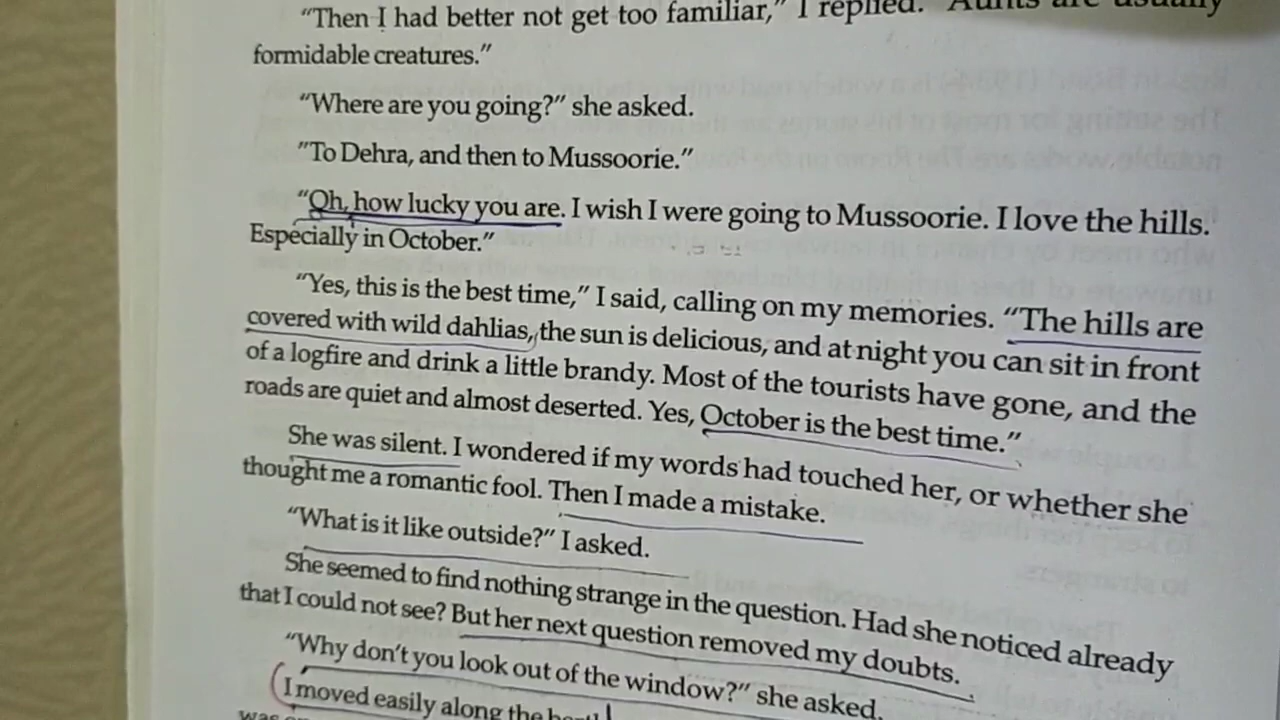 "Then I had better not get too familiar," I replied. "Aunts are usually
formidable creatures."
"Where are you going?" she asked.
"To Dehra, and then to Mussoorie."
"Oh, how lucky you are. I wish I were going to Mussoorie. I love the hills.
Especially in October."
"Yes, this is the best time," I said, calling on my memories. "The hills are
covered with wild dahlias, the sun is delicious, and at night you can sit in front
of a logfire and drink a little brandy. Most of the tourists have gone, and the
roads are quiet and almost deserted. Yes, October is the best time."
She was silent. I wondered if my words had touched her, or whether she
thought me a romantic fool. Then I made a mistake.
"What is it like outside?" I asked.
She seemed to find nothing strange in the question. Had she noticed already
that I could not see? But her next question removed my doubts.
"Why don't you look out of the window?" she asked.
I moved easily along the
was